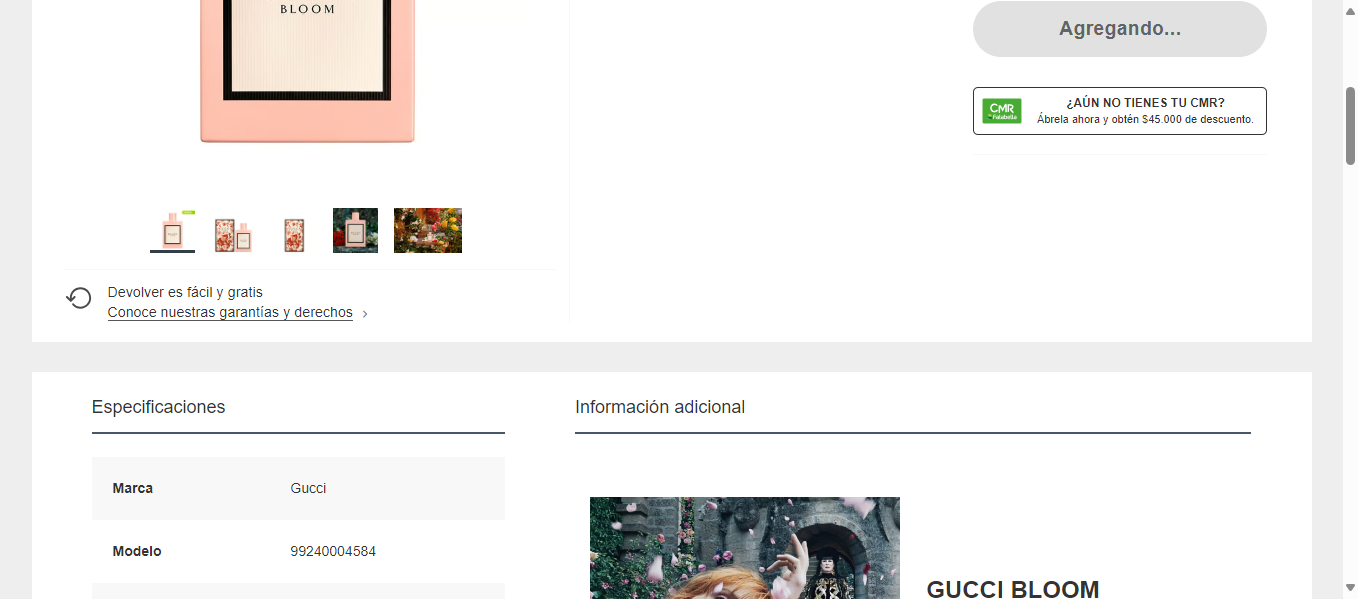 BLOOM
Agregando...
CMR
Falabella
¿AÚN NO TIENES TU CMR?
Ábrela ahora y obtén $45.000 de descuento.
Devolver es fácil y gratis
Conoce nuestras garantías y derechos
Especificaciones
Información adicional
Marca Gucci
Modelo 99240004584
GUCCI BLOOM